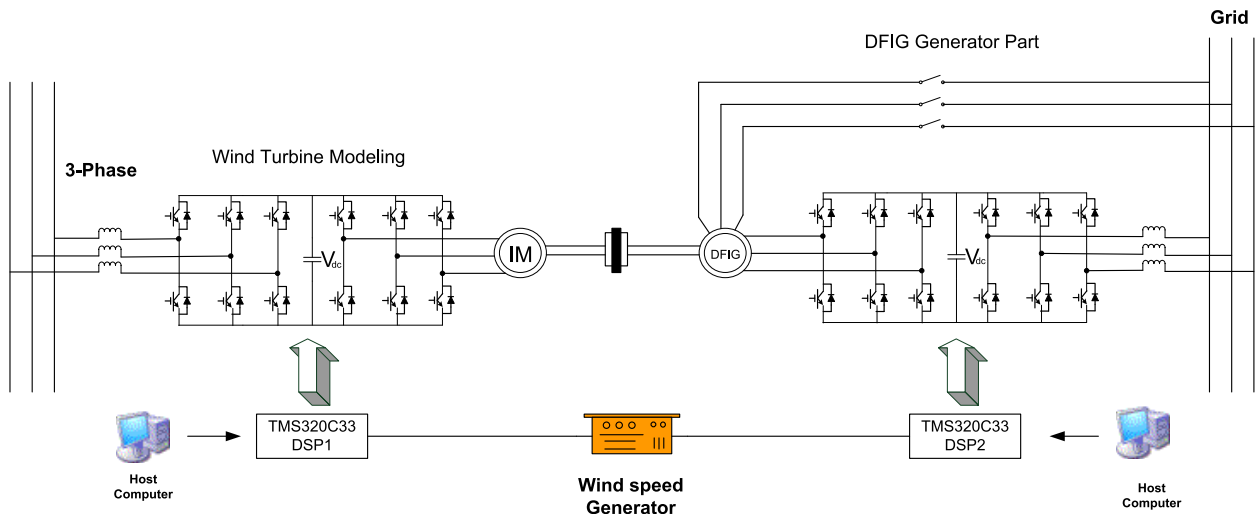 Grid
DFIG Generator Part
Wind Turbine Modeling
3-Phase
Vdc
IM
DFIG
Vdc
TMS320C33
DSP1
TMS320C33
DSP2
Host
Computer
Wind speed
Generator
Host
Computer